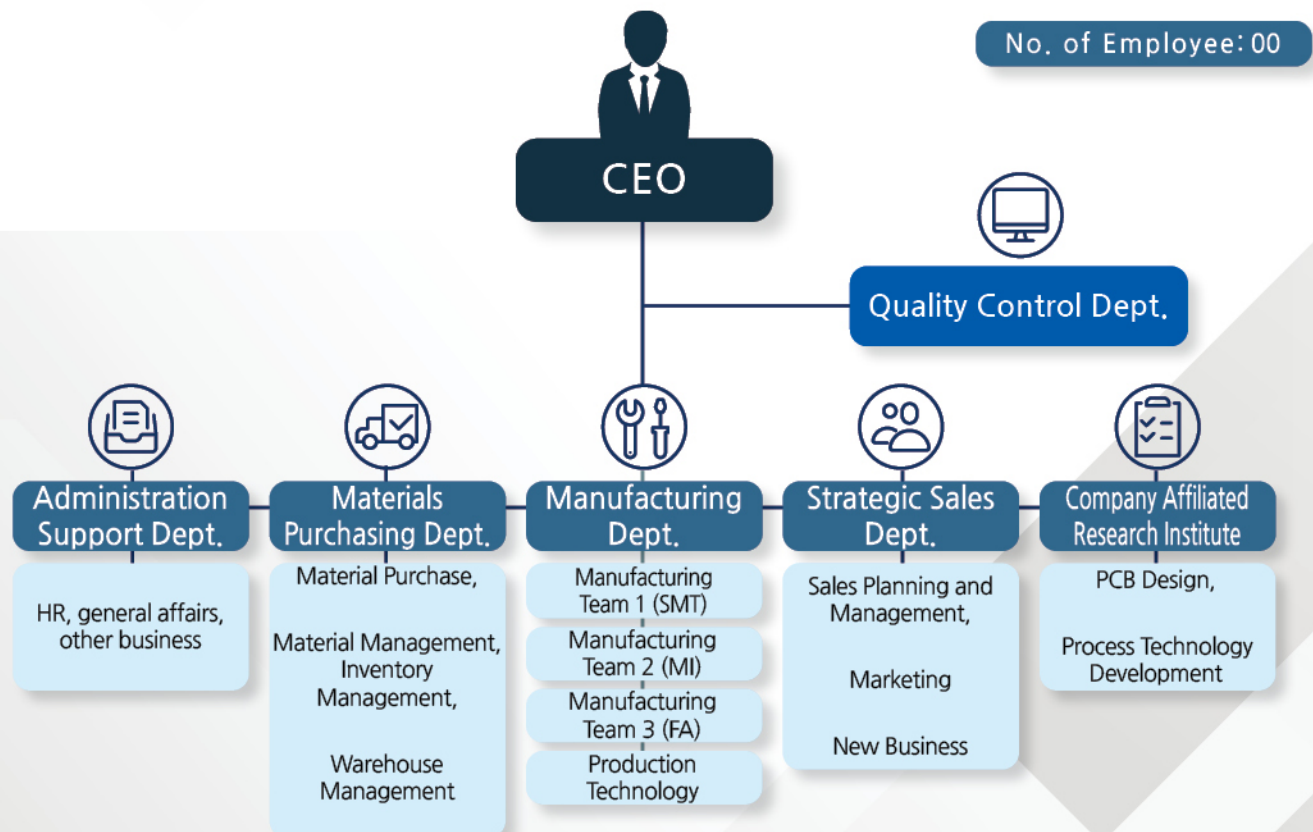 No. of Employee: 00
CEO
Quality Control Dept.
Administration
Support Dept.
HR, general affairs,
other business
Materials
Purchasing Dept.
Material Purchase,
Material Management,
Inventory
Management,
Warehouse
Management
Manufacturing
Dept.
Manufacturing
Team 1 (SMT)
Manufacturing
Team 2 (MI)
Manufacturing
Team 3 (FA)
Production
Technology
Strategic Sales
Dept.
Sales Planning and
Management,
Marketing
New Business
Company Affiliated
Research Institute
PCB Design,
Process Technology
Development